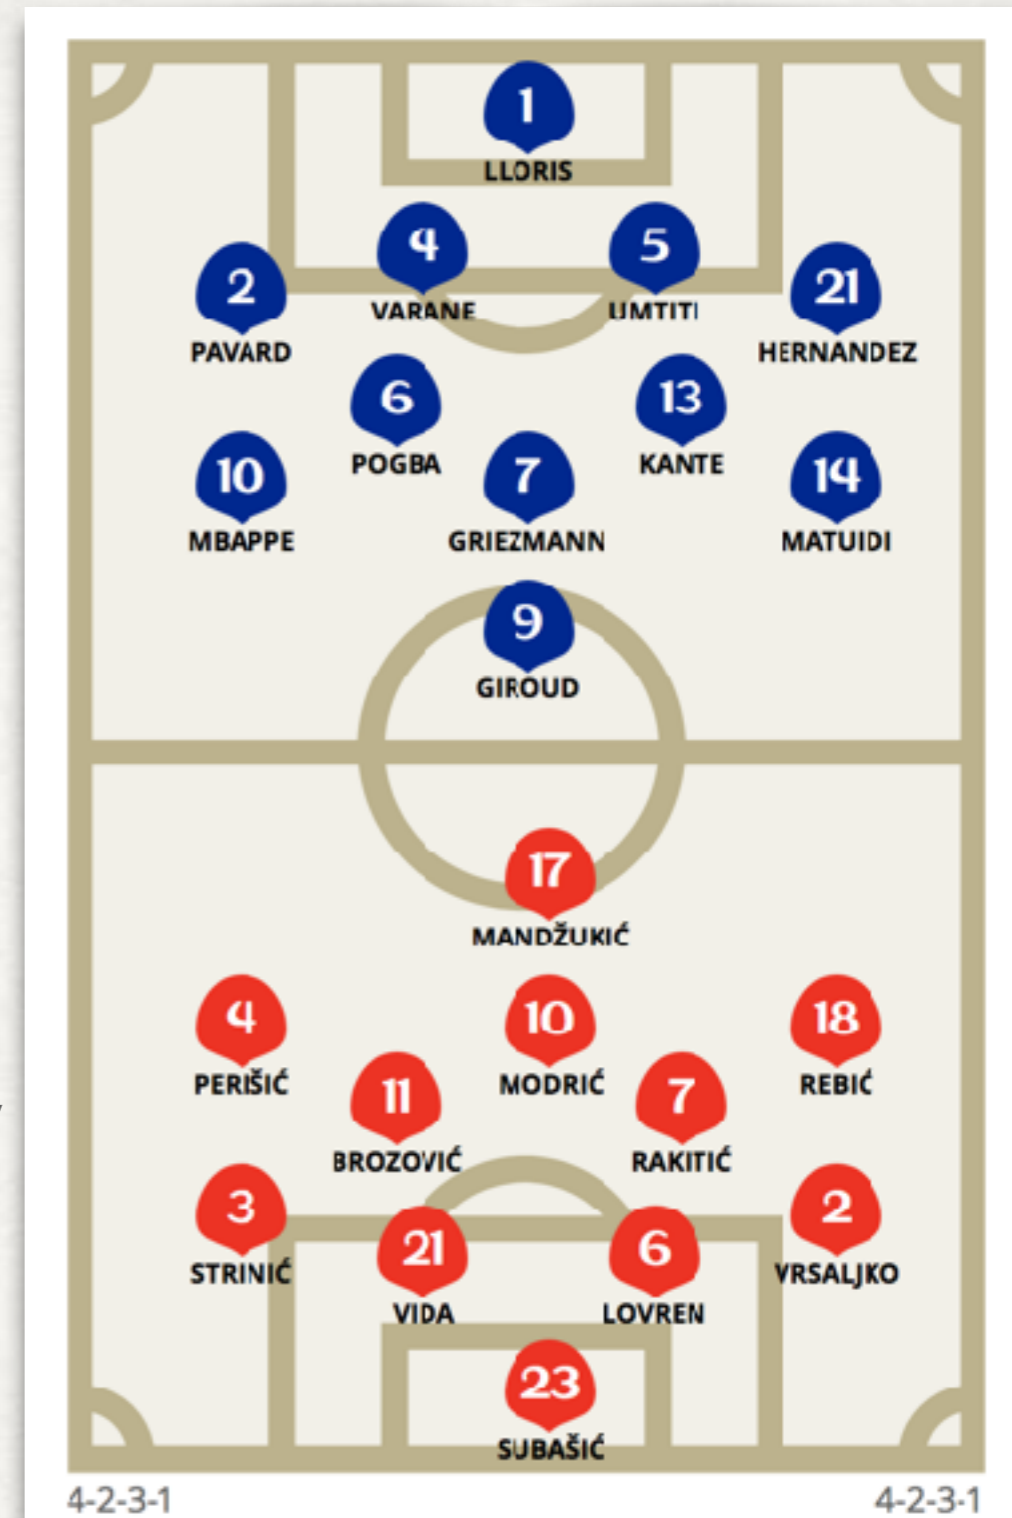 1
LLORIS
4
VARANE
5
UMTITI
2
PAVARD
21
HERNANDEZ
6
POGBA
13
KANTE
10
MBAPPE
7
GRIEZMANN
14
MATUIDI
9
GIROUD
17
MANDŽUKIĆ
4
PERIŠIĆ
10
MODRIĆ
18
REBIĆ
11
BROZOVIĆ
7
RAKITIĆ
3
STRINIĆ
2
VRSALJKO
21
VIDA
6
LOVREN
23
SUBAŠIĆ
4-2-3-1 4-2-3-1